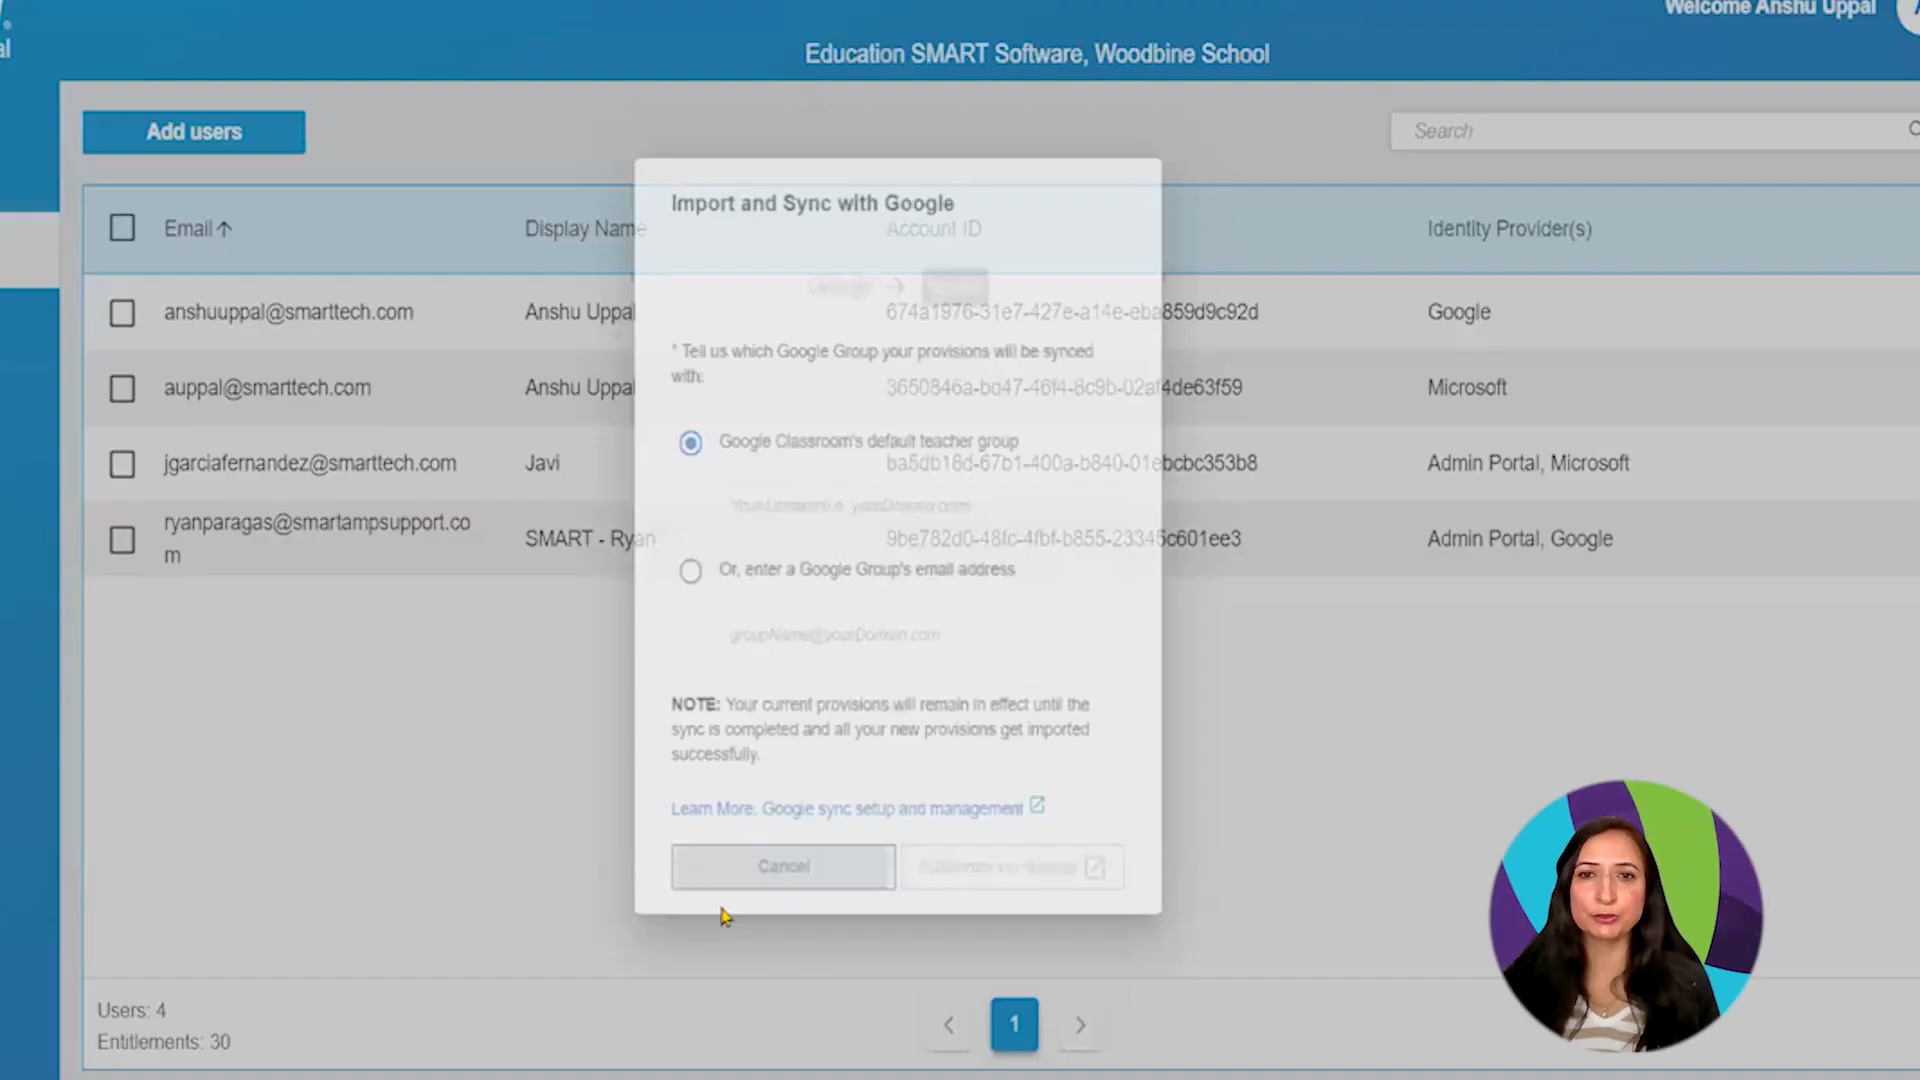 Welcome Anshu Uppal
al
Education SMART Software, Woodbine School
Add users
Search
Email
Display Name
Account ID
Identity Provider(s)
anshuuppal@smarttech.com
Anshu Uppal
674a1976-31e7-427e-a14e-eba859d9c92d
Google
auppal@smarttech.com
Anshu Uppal
3650846a-bd47-46f4-8c9b-02af4de63f59
Microsoft
jgarciafernandez@smarttech.com
Javi
ba5db18d-67b1-400a-b840-01ebcbc353b8
Admin Portal, Microsoft
ryanparagas@smartampsupport.co
m
SMART - Ryan
9be782d0-48fc-4fbf-b855-23345c601ee3
Admin Portal, Google
Import and Sync with Google
* Tell us which Google Group your provisions will be synced
with:
Google Classroom's default teacher group
yourDomain.com)
Or, enter a Google Group's email address
groupName@yourDomain.com
NOTE: Your current provisions will remain in effect until the
sync is completed and all your new provisions get imported
successfully.
Learn More: Google sync setup and management
Cancel
Users: 4
Entitlements: 30
1